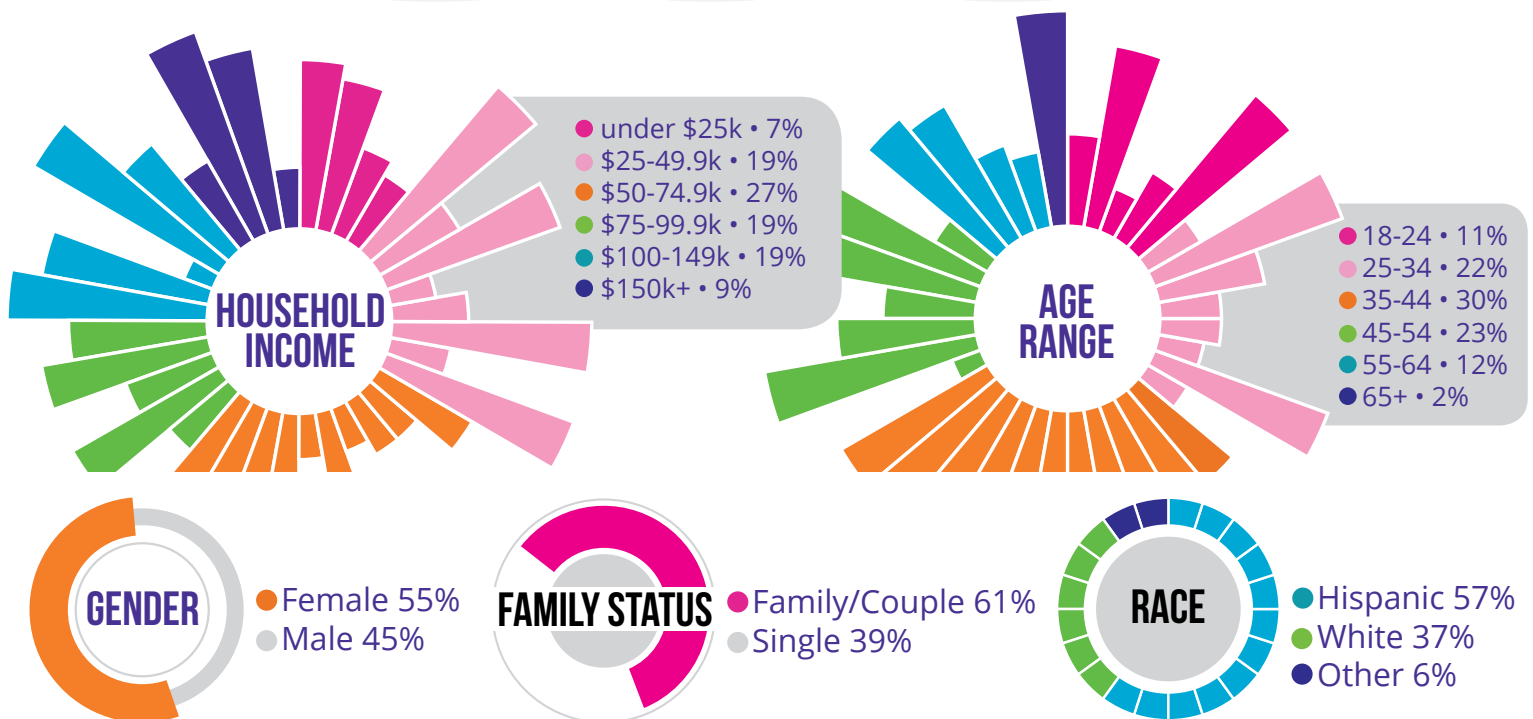 HOUSEHOLD
INCOME
under $25k • 7%
$25-49.9k • 19%
$50-74.9k • 27%
$75-99.9k • 19%
$100-149k • 19%
$150k+ • 9%
AGE
RANGE
18-24 • 11%
25-34 • 22%
35-44 • 30%
45-54 • 23%
55-64 • 12%
65+ • 2%
GENDER
Female 55%
Male 45%
FAMILY STATUS
Family/Couple 61%
Single 39%
RACE
Hispanic 57%
White 37%
Other 6%